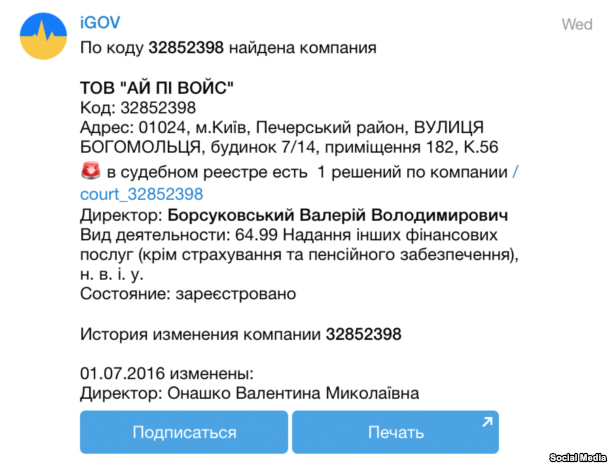 iGOV
Wed
По коду 32852398 найдена компания
ТОВ "АЙ ПІ ВОЙС"
Код: 32852398
Адрес: 01024, м.Київ, Печерський район, ВУЛИЦЯ
БОГОМОЛЬЦЯ, будинок 7/14, приміщення 182, К.56
в судебном реестре есть 1 решений по компании /
court_32852398
Директор: Борсуковський Валерій Володимирович
Вид деятельности: 64.99 Надання інших фінансових
послуг (крім страхування та пенсійного забезпечення),
н. в. і. у.
Состояние: зареєстровано
История изменения компании 32852398
01.07.2016 изменены:
Директор: Онашко Валентина Миколаївна
Подписаться
Печать
Social Media